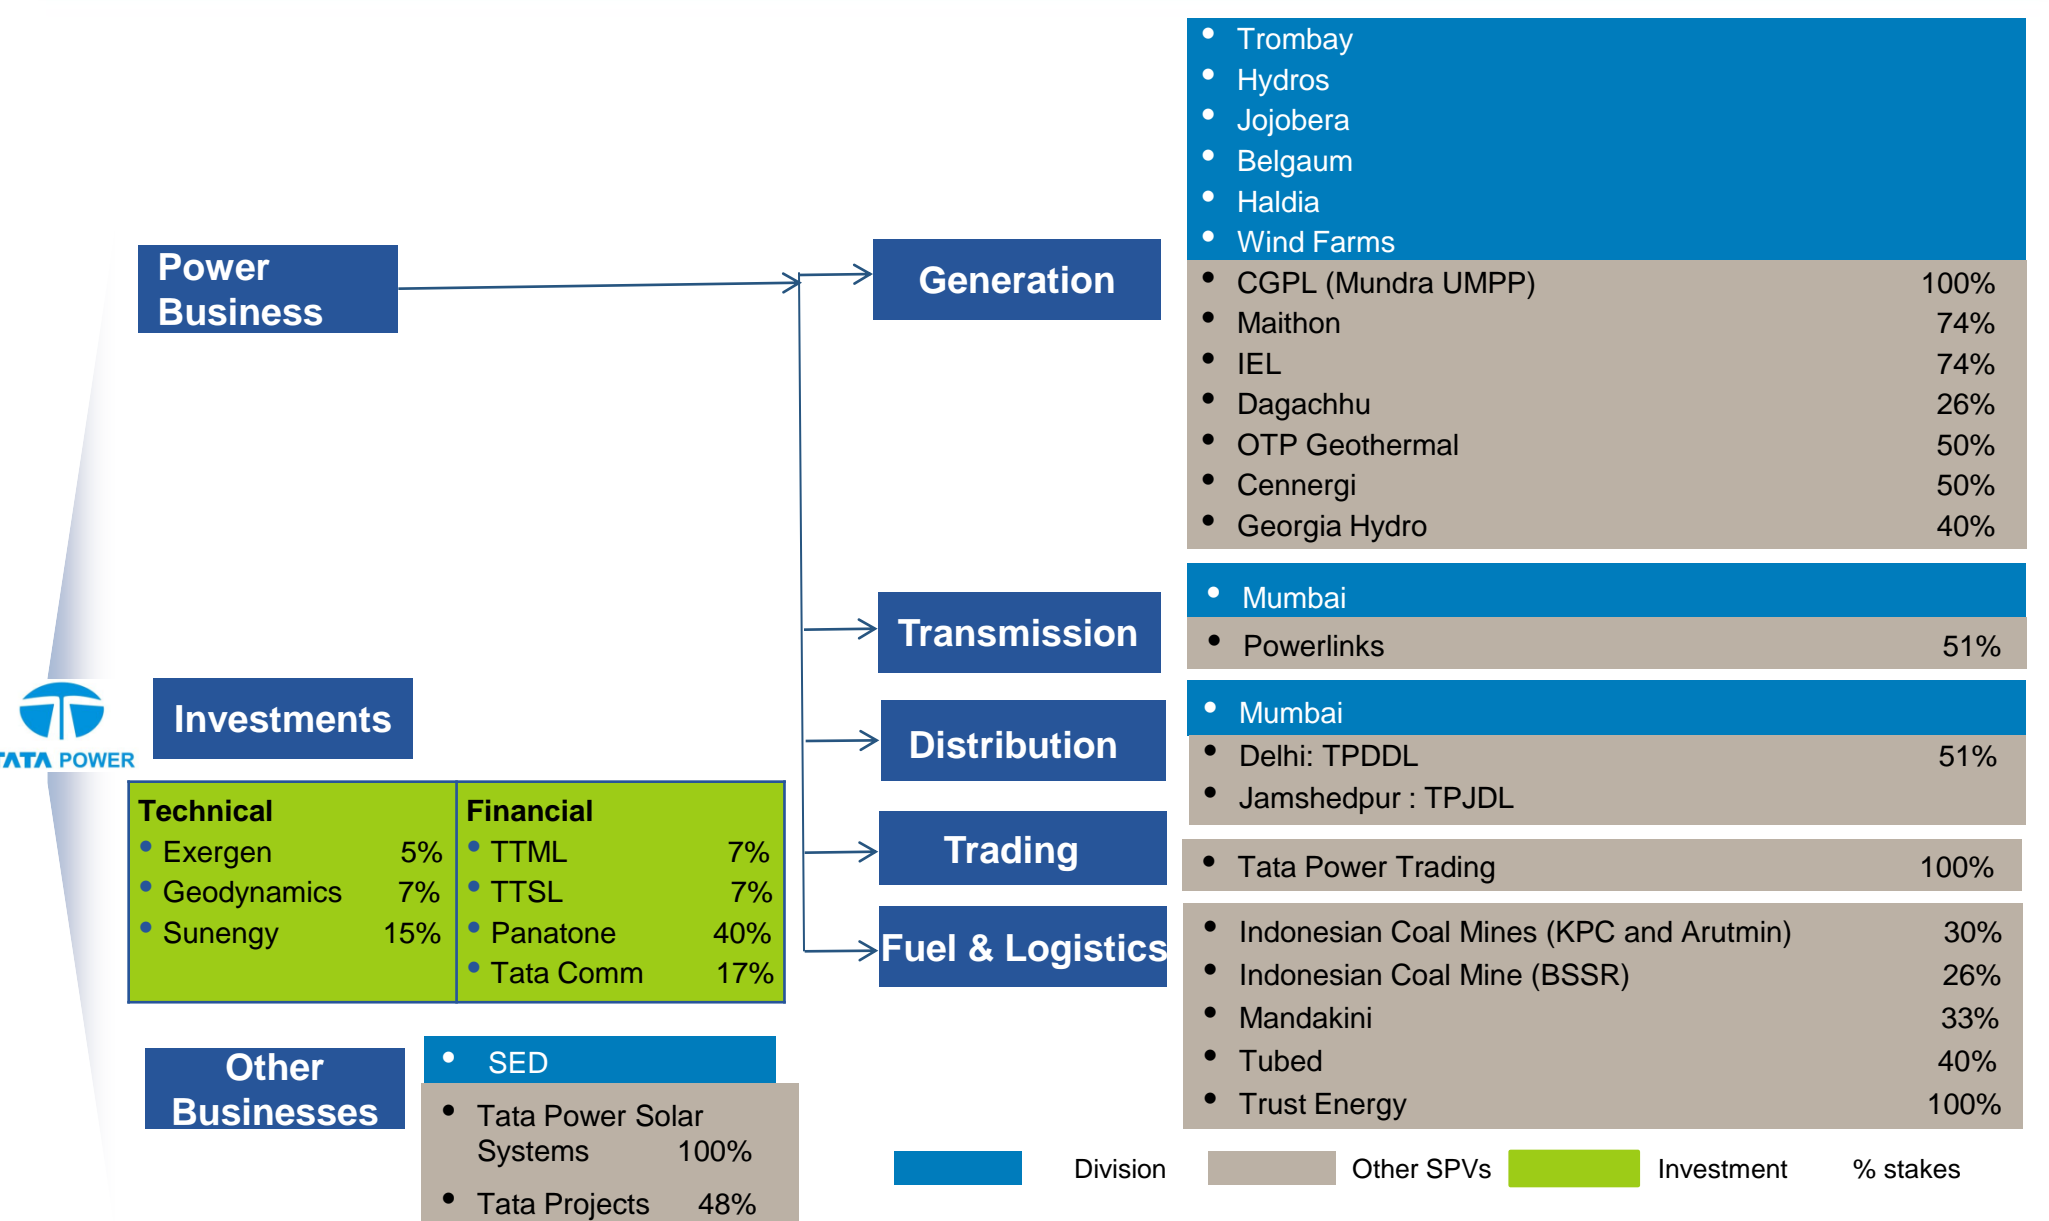 Power
Business
Generation
• Trombay
• Hydros
• Jojobera
• Belgaum
• Haldia
• Wind Farms
• CGPL (Mundra UMPP) 100%
• Maithon 74%
• IEL 74%
• Dagachhu 26%
• OTP Geothermal 50%
• Cennergi 50%
• Georgia Hydro 40%
Transmission
• Mumbai
• Powerlinks 51%
Distribution
• Mumbai
• Delhi: TPDDL 51%
• Jamshedpur : TPJDL
Trading
• Tata Power Trading 100%
Fuel & Logistics
• Indonesian Coal Mines (KPC and Arutmin) 30%
• Indonesian Coal Mine (BSSR) 26%
• Mandakini 33%
• Tubed 40%
• Trust Energy 100%
TATA POWER
Investments
Technical
• Exergen 5%
• Geodynamics 7%
• Sunengy 15%
Financial
• TTML 7%
• TTSL 7%
• Panatone 40%
• Tata Comm 17%
Other
Businesses
• SED
• Tata Power Solar
Systems 100%
• Tata Projects 48%
Division
Other SPVs
Investment
% stakes